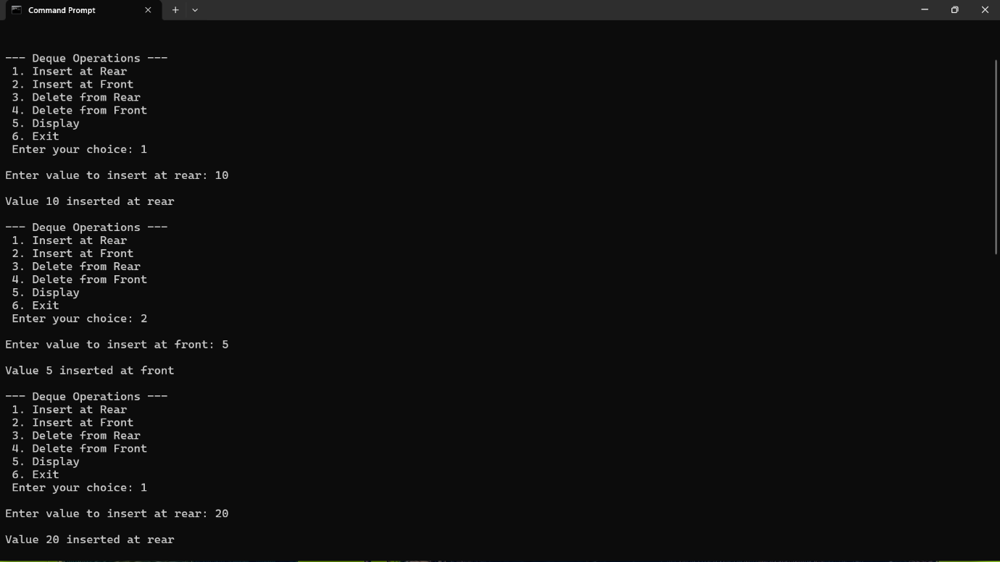 Command Prompt
--- Deque Operations ---
1. Insert at Rear
2. Insert at Front
3. Delete from Rear
4. Delete from Front
5. Display
6. Exit
Enter your choice: 1
Enter value to insert at rear: 10
Value 10 inserted at rear
--- Deque Operations ---
1. Insert at Rear
2. Insert at Front
3. Delete from Rear
4. Delete from Front
5. Display
6. Exit
Enter your choice: 2
Enter value to insert at front: 5
Value 5 inserted at front
--- Deque Operations ---
1. Insert at Rear
2. Insert at Front
3. Delete from Rear
4. Delete from Front
5. Display
6. Exit
Enter your choice: 1
Enter value to insert at rear: 20
Value 20 inserted at rear